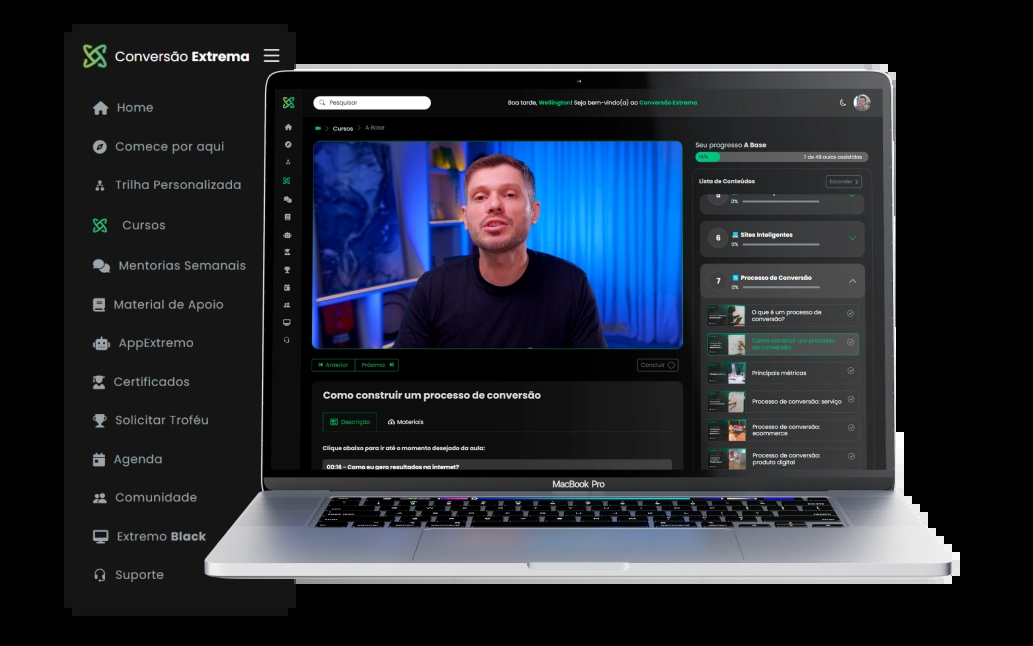 Conversão Extrema
Home
Comece por aqui
Trilha Personalizada
Cursos
Mentorias Semanais
Material de Apoio
AppExtremo
Certificados
Solicitar Troféu
Agenda
Comunidade
Extremo Black
Suporte
Pesquisar
Boa tarde, Wellington! Seja bem-vindo(a) ao Conversão Extrema
Cursos
A Base
Anterior
Próxima
Concluir
Como construir um processo de conversão
Descrição
Materiais
Clique abaixo para ir até o momento desejado da aula:
00:16 - Como eu gero resultados na internet?
Seu progresso A Base
14%
7 de 49 aulas assistidas
Lista de Conteúdos
Esconder
0%
6
Sites Inteligentes
0%
7
Processo de Conversão
0%
O que é um processo de
conversão?
Como construir um processo
de conversão
Principais métricas
Processo de conversão: serviço
Processo de conversão:
ecommerce
Processo de conversão:
produto digital
MacBook Pro